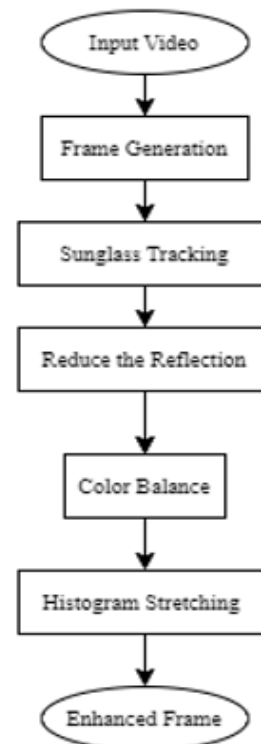 Input Video
Frame Generation
Sunglass Tracking
Reduce the Reflection
Color Balance
Histogram Stretching
Enhanced Frame